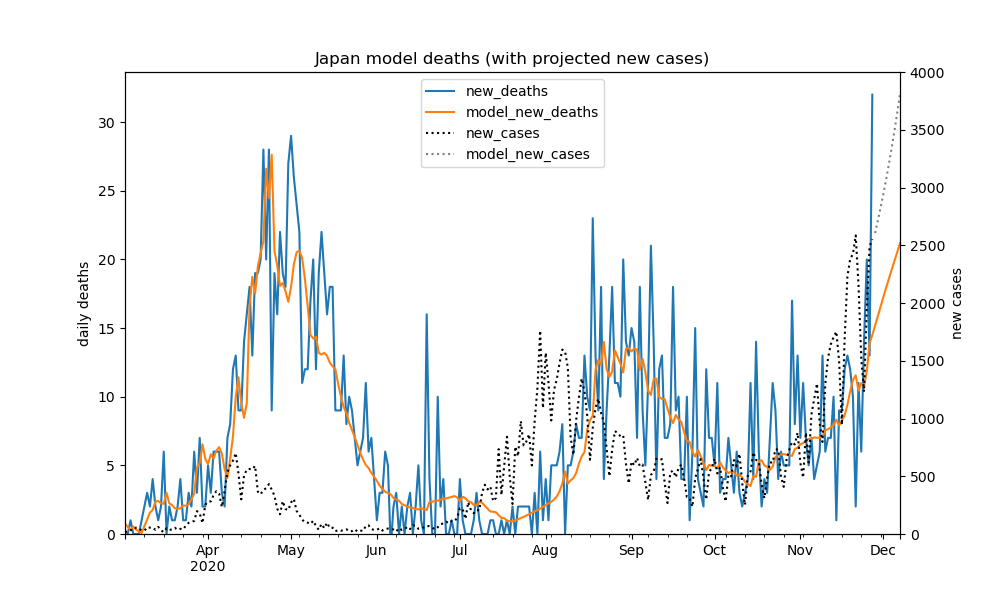 Japan model deaths (with projected new cases)
new_deaths
model_new_deaths
new_cases
model_new_cases
daily deaths
new cases
30
25
20
15
10
5
0
4000
3500
3000
2500
2000
1500
1000
500
0
Apr May Jun Jul Aug Sep Oct Nov Dec
2020